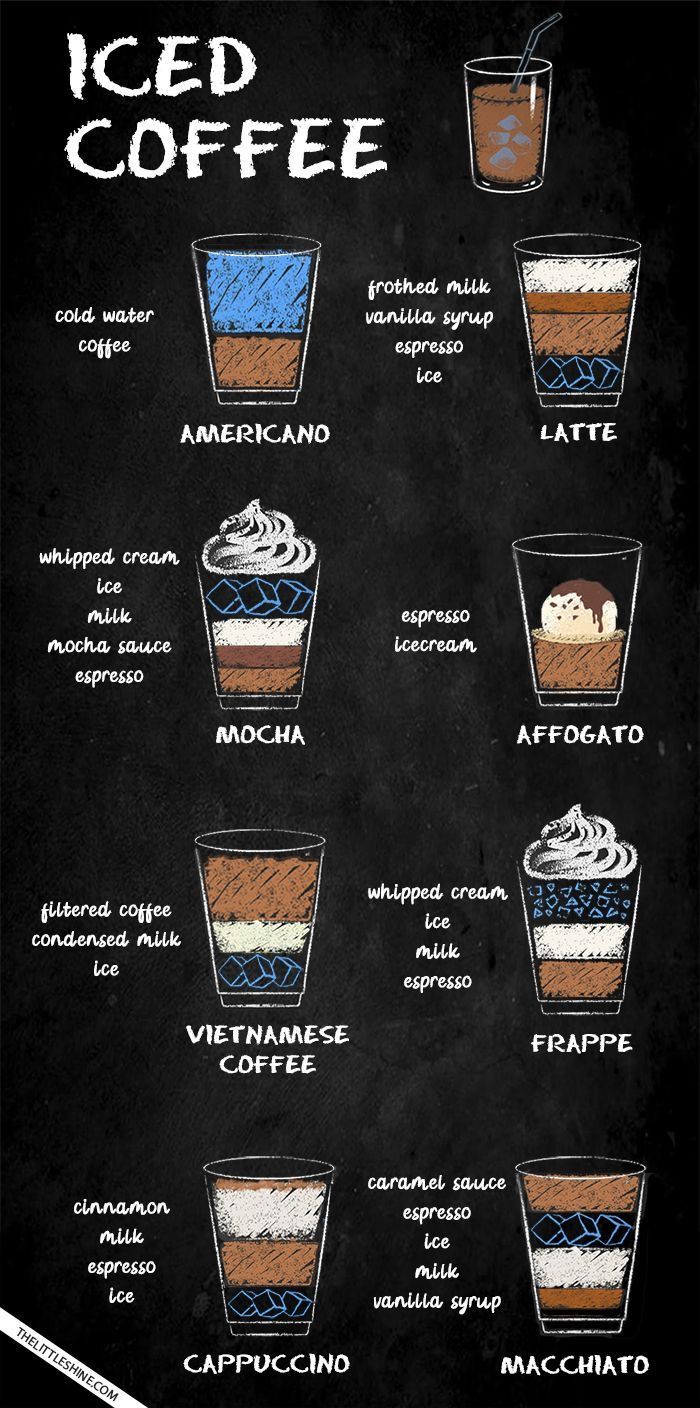 ICED
COFFEE
cold water
coffee
AMERICANO
frothed milk
vanilla syrup
espresso
ice
LATTE
whipped cream
ice
milk
mocha sauce
espresso
MOCHA
espresso
icecream
AFFOGATO
filtered coffee
condensed milk
ice
VIETNAMESE
COFFEE
whipped cream
ice
milk
espresso
FRAPPE
cinnamon
milk
espresso
ice
CAPPUCCINO
caramel sauce
espresso
ice
milk
vanilla syrup
MACCHIATO
THELITTLESHINE.COM